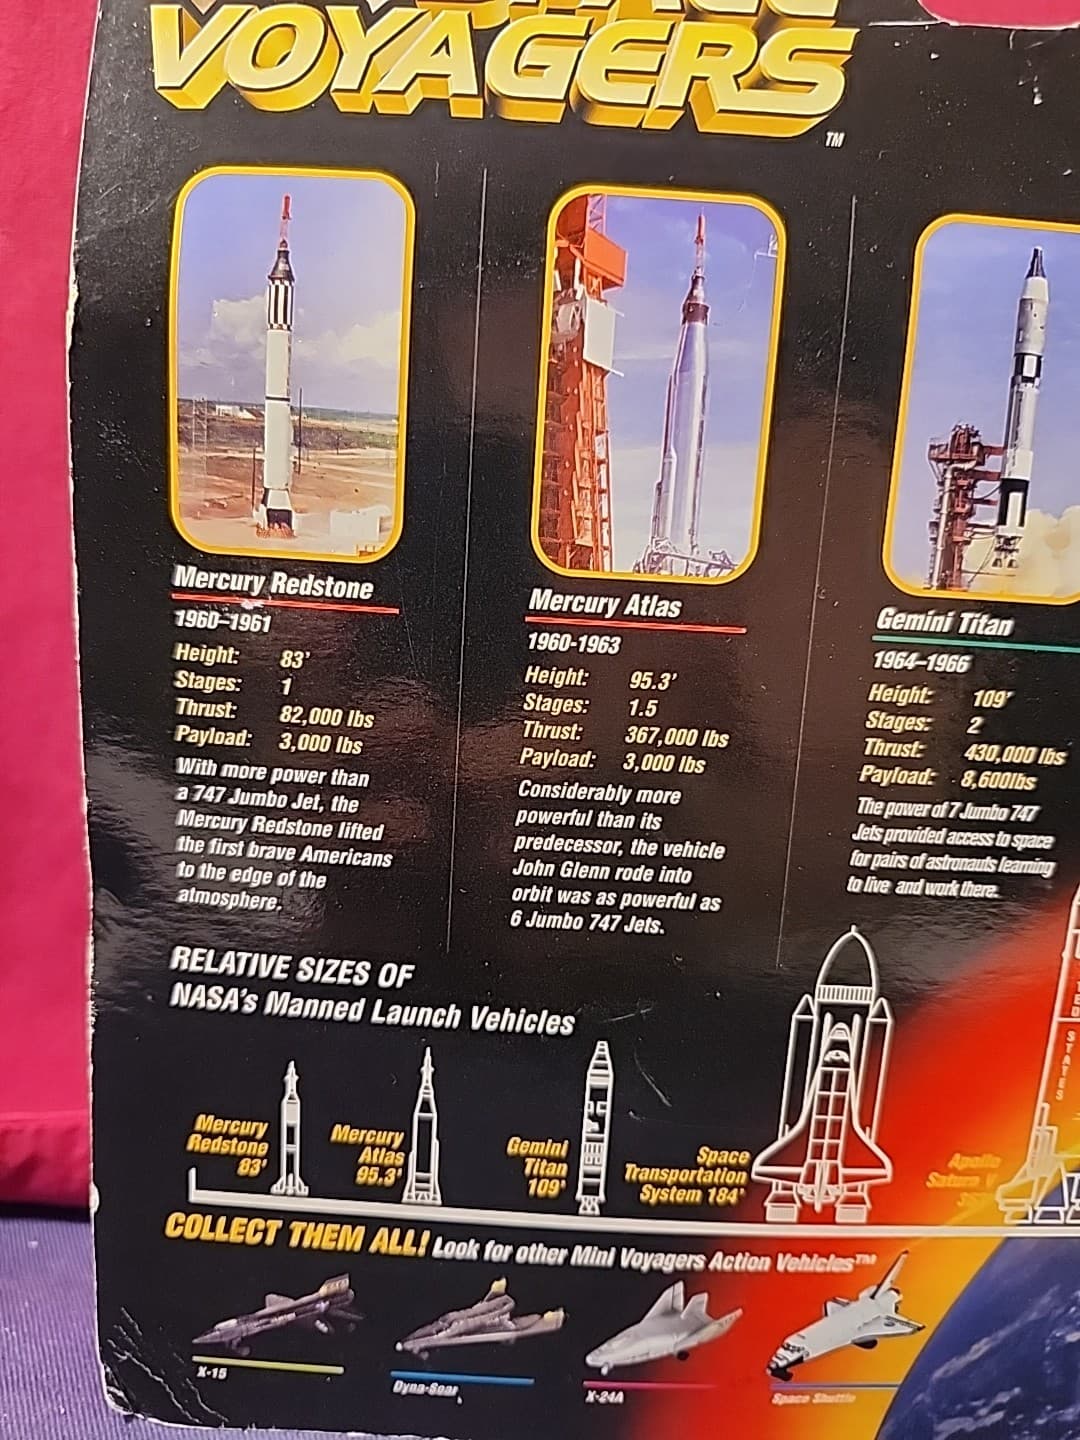 SPACE
VOYAGERS
TM
Mercury Redstone
1960-1961
Height: 83'
Stages: 1
Thrust: 82,000 lbs
Payload: 3,000 lbs
With more power than
a 747 Jumbo Jet, the
Mercury Redstone lifted
the first brave Americans
to the edge of the
atmosphere.
Mercury Atlas
1960-1963
Height: 95.3'
Stages: 1.5
Thrust: 367,000 lbs
Payload: 3,000 lbs
Considerably more
powerful than its
predecessor, the vehicle
John Glenn rode into
orbit was as powerful as
6 Jumbo 747 Jets.
Gemini Titan
1964-1966
Height: 109'
Stages: 2
Thrust: 430,000 lbs
Payload: 8,600lbs
The power of 7 Jumbo 747
Jets provided access to space
for pairs of astronauts learning
to live and work there.
RELATIVE SIZES OF
NASA's Manned Launch Vehicles
Mercury
Redstone
83'
Mercury
Atlas
95.3'
Gemini
Titan
109'
Space
Transportation
System 184'
Apollo
Saturn V
STATES
COLLECT THEM ALL! Look for other Mini Voyagers Action Vehicles™
X-15
Dyna-Soar
X-24A
Space Shuttle